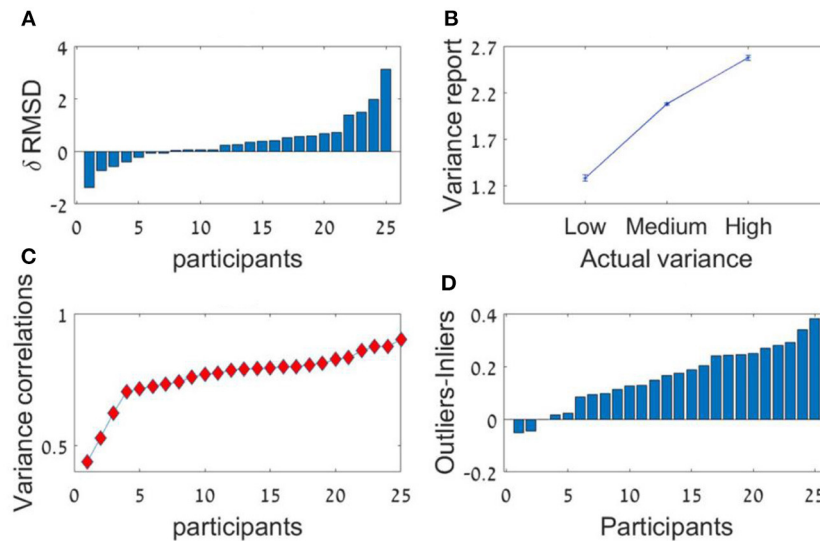 A
4
2
0
-2
δ RMSD
0 5 10 15 20 25
participants
B
2.7
2.2
1.7
1.2
Variance report
Low Medium High
Actual variance
C
1
0.5
Variance correlations
0 5 10 15 20 25
participants
D
0.4
0.2
0
-0.2
Outliers-Inliers
0 5 10 15 20 25
Participants